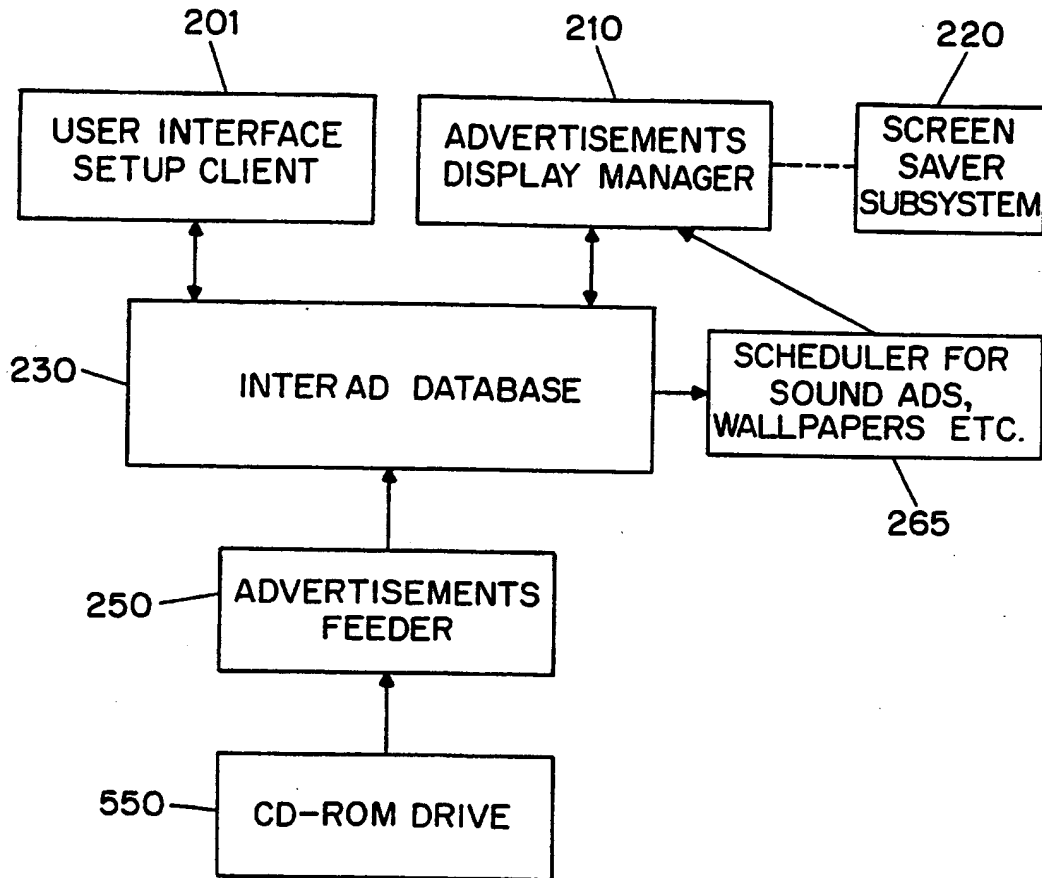 201
210
220
USER INTERFACE
SETUP CLIENT
ADVERTISEMENTS
DISPLAY MANAGER
SCREEN
SAVER
SUBSYSTEM
230
INTER AD DATABASE
SCHEDULER FOR
SOUND ADS,
WALLPAPERS ETC.
265
250
ADVERTISEMENTS
FEEDER
550
CD-ROM DRIVE